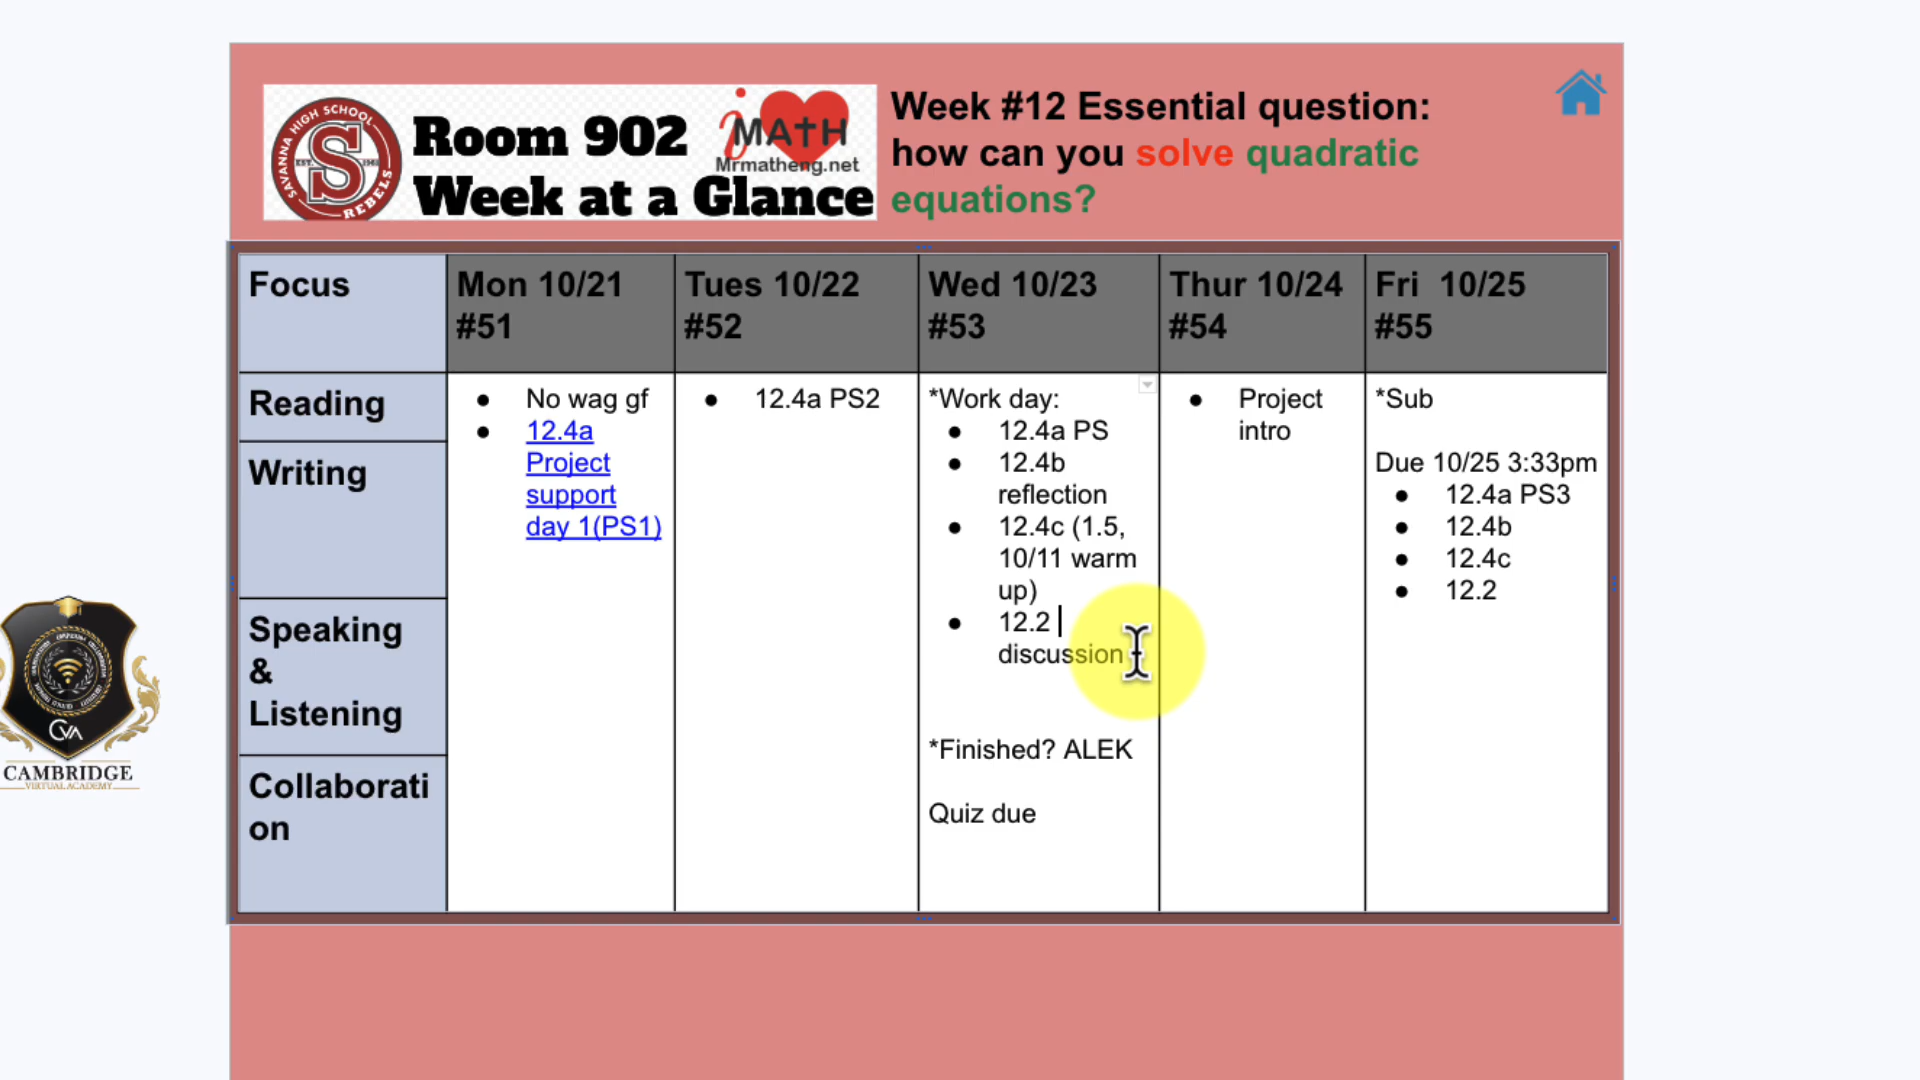 SAVANNA HIGH SCHOOL
S
REBELS
Room 902
Week at a Glance
i
MATH
Mrmatheng.net
Week #12 Essential question:
how can you solve quadratic
equations?
Focus
Mon 10/21
#51
Tues 10/22
#52
Wed 10/23
#53
Thur 10/24
#54
Fri 10/25
#55
Reading
Writing
Speaking
&
Listening
Collaborati
on
● No wag gf
● 12.4a
Project
support
day 1(PS1)
● 12.4a PS2
*Work day:
● 12.4a PS
● 12.4b
reflection
● 12.4c (1.5,
10/11 warm
up)
● 12.2
discussion
*Finished? ALEK
Quiz due
● Project
intro
*Sub
Due 10/25 3:33pm
● 12.4a PS3
● 12.4b
● 12.4c
● 12.2
CVA
CAMBRIDGE
VIRTUAL ACADEMY